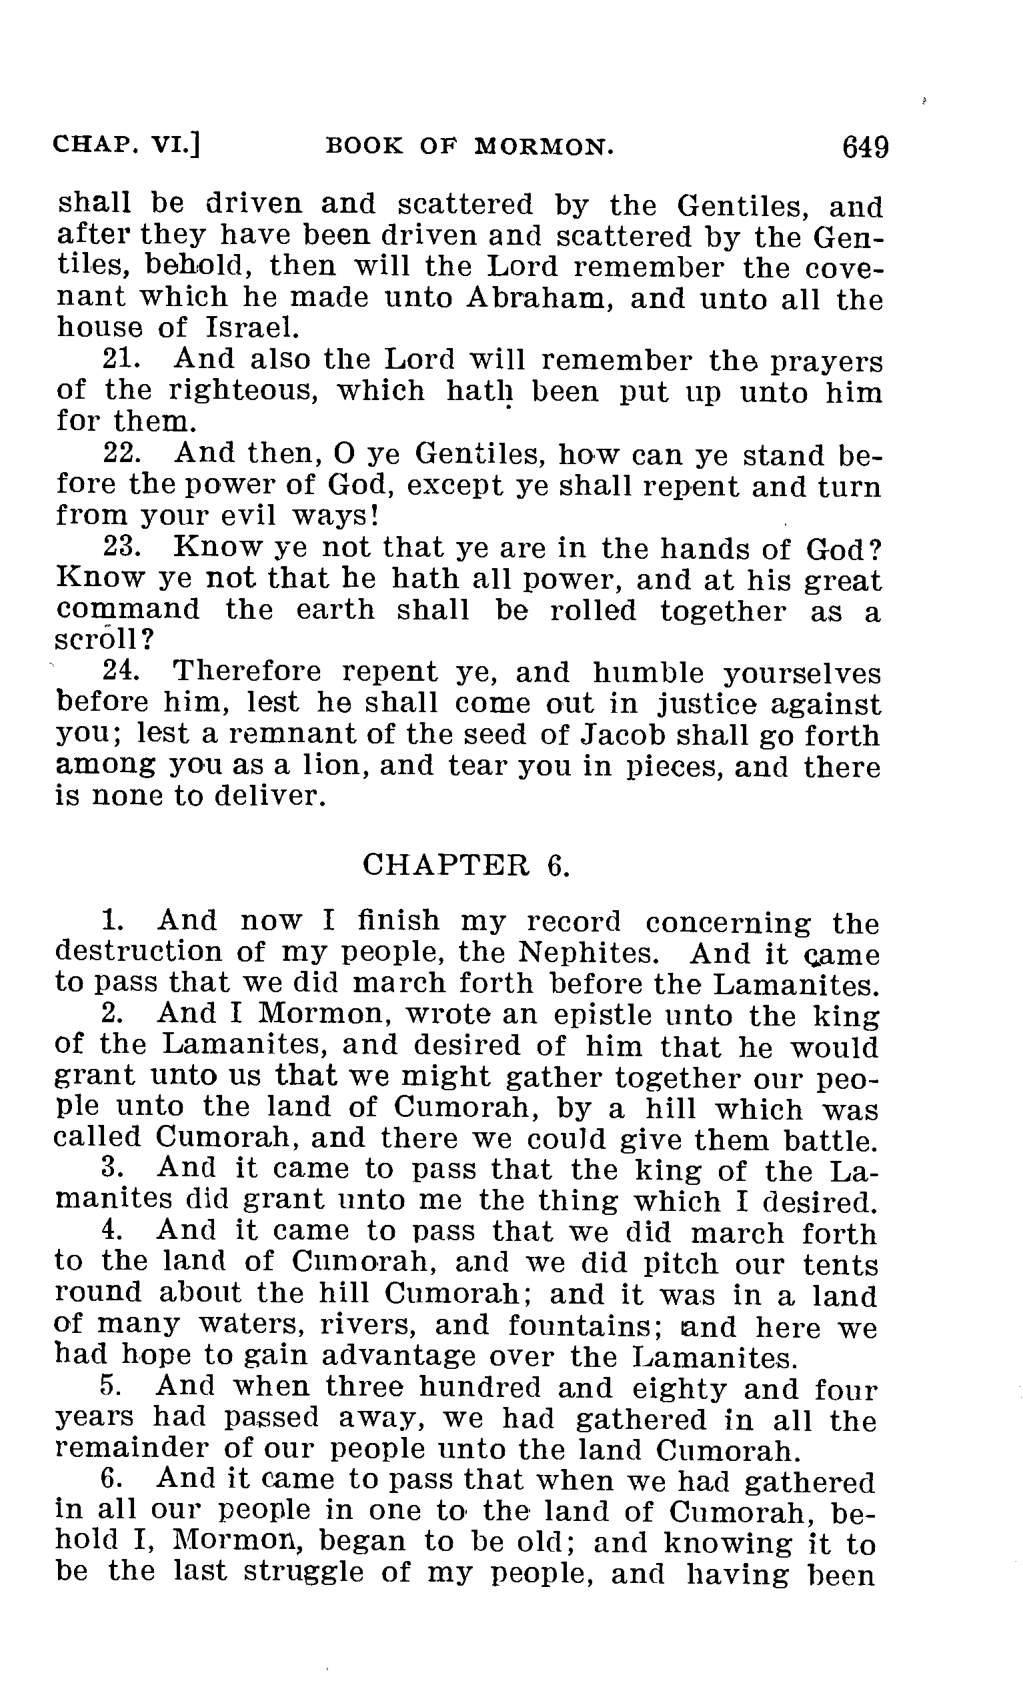 CHAP. VI.] BOOK OF MORMON. 649
shall be driven and scattered by the Gentiles, and
after they have been driven and scattered by the Gen-
tiles, behold, then will the Lord remember the cove-
nant which he made unto Abraham, and unto all the
house of Israel.
21. And also the Lord will remember the prayers
of the righteous, which hath been put up unto him
for them.
22. And then, O ye Gentiles, how can ye stand be-
fore the power of God, except ye shall repent and turn
from your evil ways!
23. Know ye not that ye are in the hands of God?
Know ye not that he hath all power, and at his great
command the earth shall be rolled together as a
scroll?
24. Therefore repent ye, and humble yourselves
before him, lest he shall come out in justice against
you; lest a remnant of the seed of Jacob shall go forth
among you as a lion, and tear you in pieces, and there
is none to deliver.
CHAPTER 6.
1. And now I finish my record concerning the
destruction of my people, the Nephites. And it came
to pass that we did march forth before the Lamanites.
2. And I Mormon, wrote an epistle unto the king
of the Lamanites, and desired of him that he would
grant unto us that we might gather together our peo-
ple unto the land of Cumorah, by a hill which was
called Cumorah, and there we could give them battle.
3. And it came to pass that the king of the La-
manites did grant unto me the thing which I desired.
4. And it came to pass that we did march forth
to the land of Cumorah, and we did pitch our tents
round about the hill Cumorah; and it was in a land
of many waters, rivers, and fountains; and here we
had hope to gain advantage over the Lamanites.
5. And when three hundred and eighty and four
years had passed away, we had gathered in all the
remainder of our people unto the land Cumorah.
6. And it came to pass that when we had gathered
in all our people in one to the land of Cumorah, be-
hold I, Mormon, began to be old; and knowing it to
be the last struggle of my people, and having been